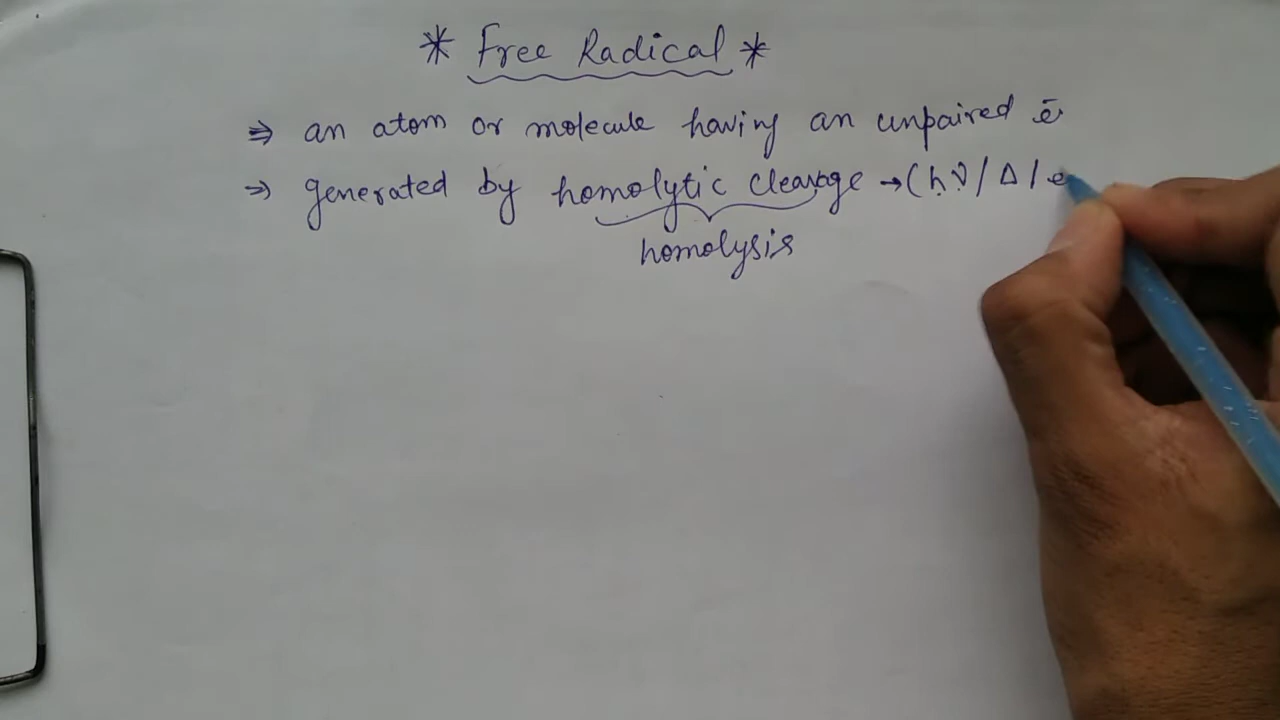 * Free Radical *
⇒ an atom or molecule having an unpaired ē
⇒ generated by homolytic cleavage → (hν / Δ / e
homolysis